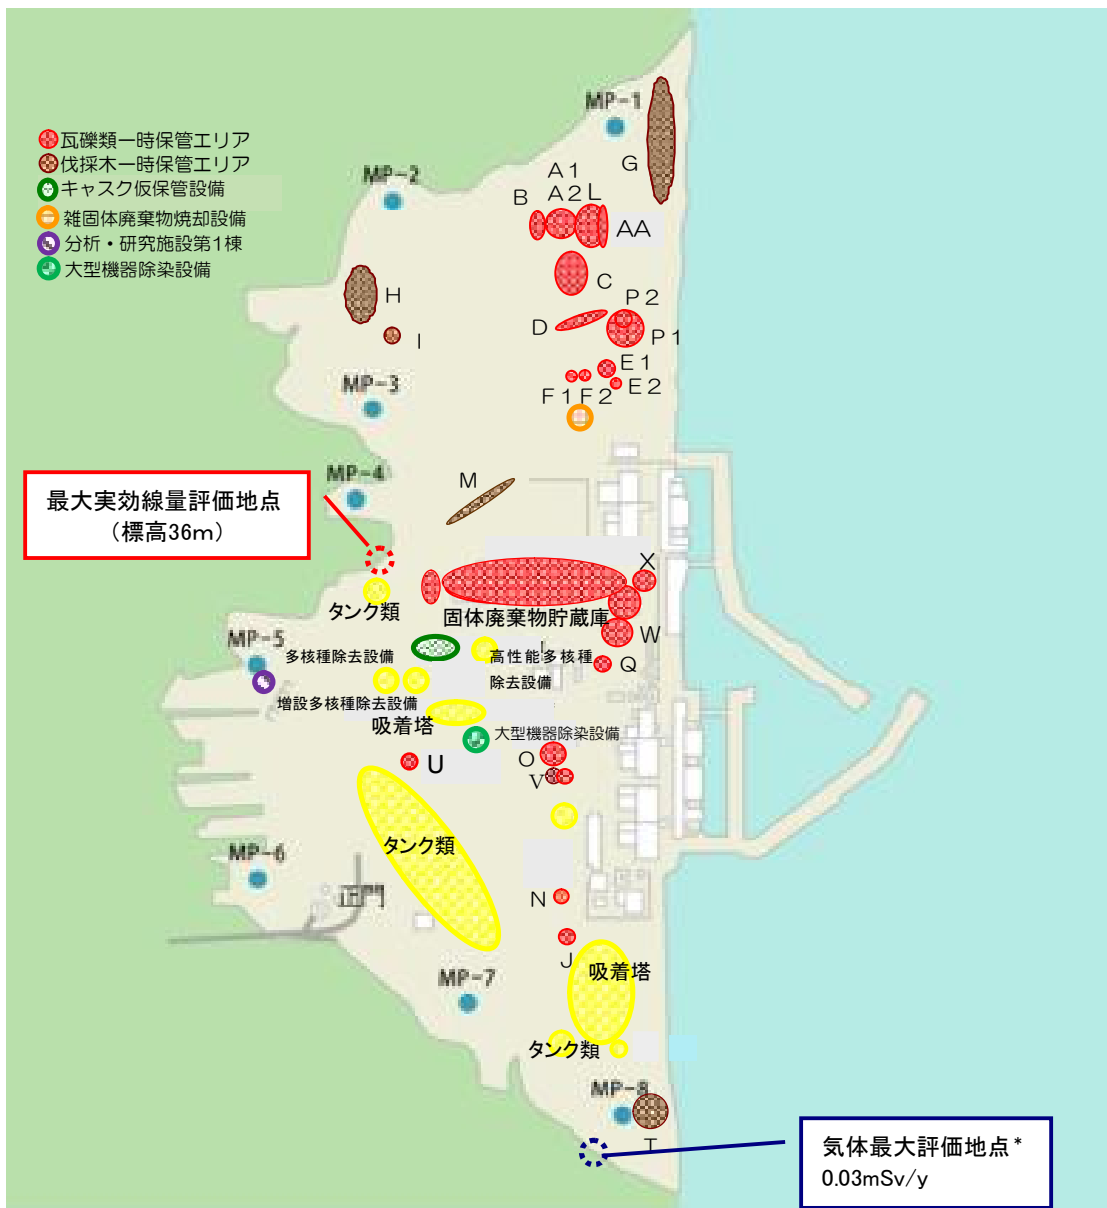 MP-1
瓦礫類一時保管エリア
伐採木一時保管エリア
キャスク仮保管設備
雑固体廃棄物焼却設備
分析・研究施設第1棟
大型機器除染設備
MP-2
G
A1
A2
L
B
AA
C
H
P2
D
P1
I
E1
E2
F1
F2
MP-3
MP-4
M
最大実効線量評価地点
(標高36m)
X
タンク類
固体廃棄物貯蔵庫
W
MP-5
多核種除去設備
高性能多核種
除去設備
Q
増設多核種除去設備
吸着塔
大型機器除染設備
O
U
V
タンク類
MP-6
正門
N
J
吸着塔
MP-7
タンク類
MP-8
T
気体最大評価地点*
0.03mSv/y